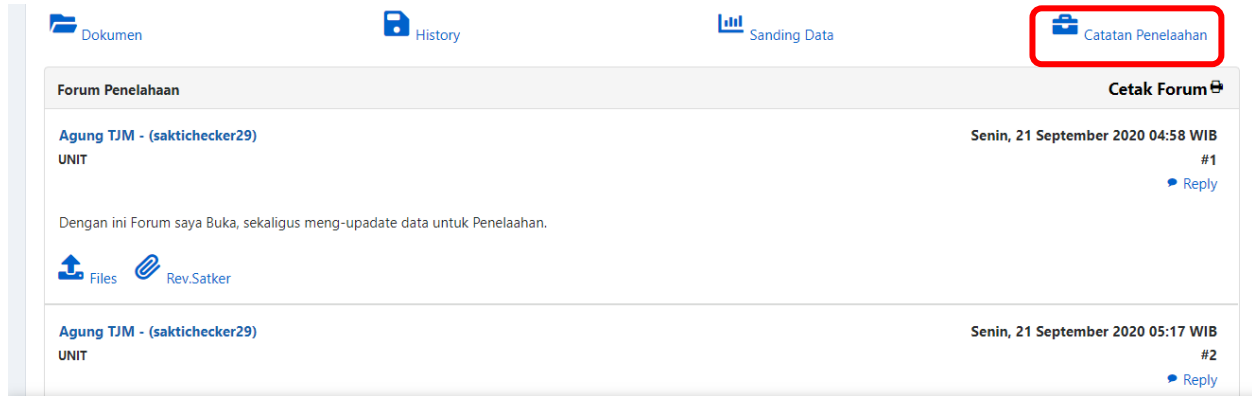 Dokumen History Sanding Data Catatan Penelaahan
Forum Penelahaan Cetak Forum
Agung TJM - (saktichecker29) Senin, 21 September 2020 04:58 WIB
UNIT #1
Reply
Dengan ini Forum saya Buka, sekaligus meng-upadate data untuk Penelaahan.
Files Rev.Satker
Agung TJM - (saktichecker29) Senin, 21 September 2020 05:17 WIB
UNIT #2
Reply